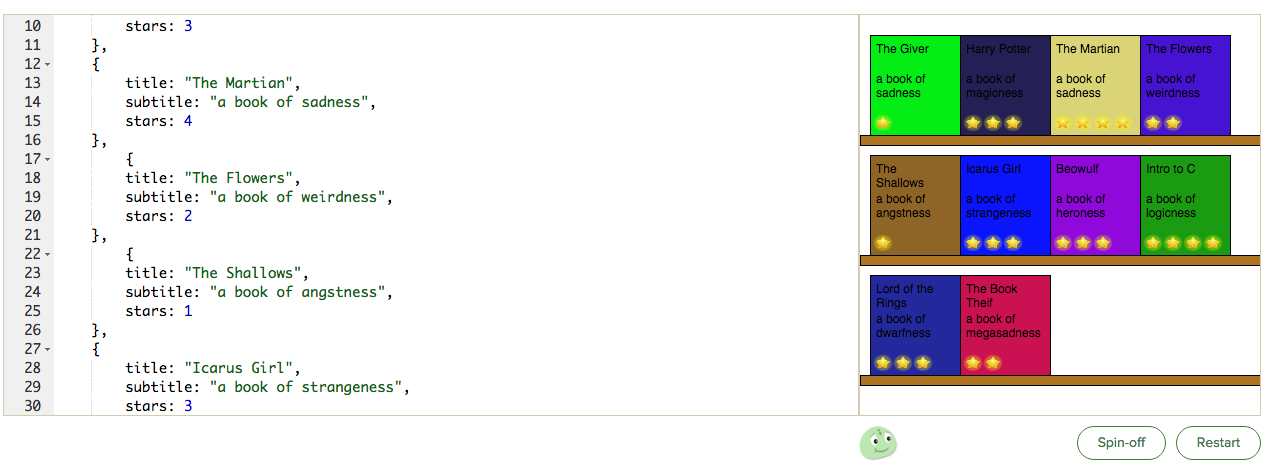 10 stars: 3
11 },
12 {
13 title: "The Martian",
14 subtitle: "a book of sadness",
15 stars: 4
16 },
17 {
18 title: "The Flowers",
19 subtitle: "a book of weirdness",
20 stars: 2
21 },
22 {
23 title: "The Shallows",
24 subtitle: "a book of angstness",
25 stars: 1
26 },
27 {
28 title: "Icarus Girl",
29 subtitle: "a book of strangeness",
30 stars: 3
The Giver
a book of
sadness
Harry Potter
a book of
magicness
The Martian
a book of
sadness
The Flowers
a book of
weirdness
The
Shallows
a book of
angstness
Icarus Girl
a book of
strangeness
Beowulf
a book of
heroness
Intro to C
a book of
logicness
Lord of the
Rings
a book of
dwarfness
The Book
Theif
a book of
megasadness
Spin-off
Restart